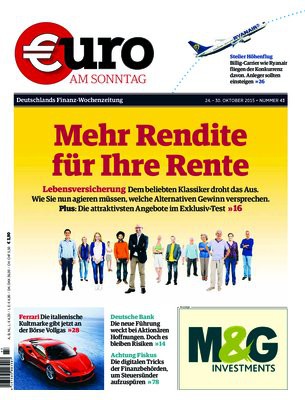 €uro
AM SONNTAG
RYANAIR
Steiler Höhenflug
Billig-Carrier wie Ryanair
fliegen der Konkurrenz
davon. Anleger sollten
einsteigen »26
Deutschlands Finanz-Wochenzeitung
24. – 30. OKTOBER 2015 • NUMMER 43
Mehr Rendite
für Ihre Rente
Lebensversicherung Dem beliebten Klassiker droht das Aus.
Wie Sie nun agieren müssen, welche Alternativen Gewinn versprechen.
Plus: Die attraktivsten Angebote im Exklusiv-Test »16
Ferrari Die italienische
Kultmarke gibt jetzt an
der Börse Vollgas »28
Deutsche Bank
Die neue Führung
weckt bei Aktionären
Hoffnungen. Doch es
bleiben Risiken »14
Achtung Fiskus
Die digitalen Tricks
der Finanzbehörden,
um Steuersünder
aufzuspüren »78
M&G
INVESTMENTS